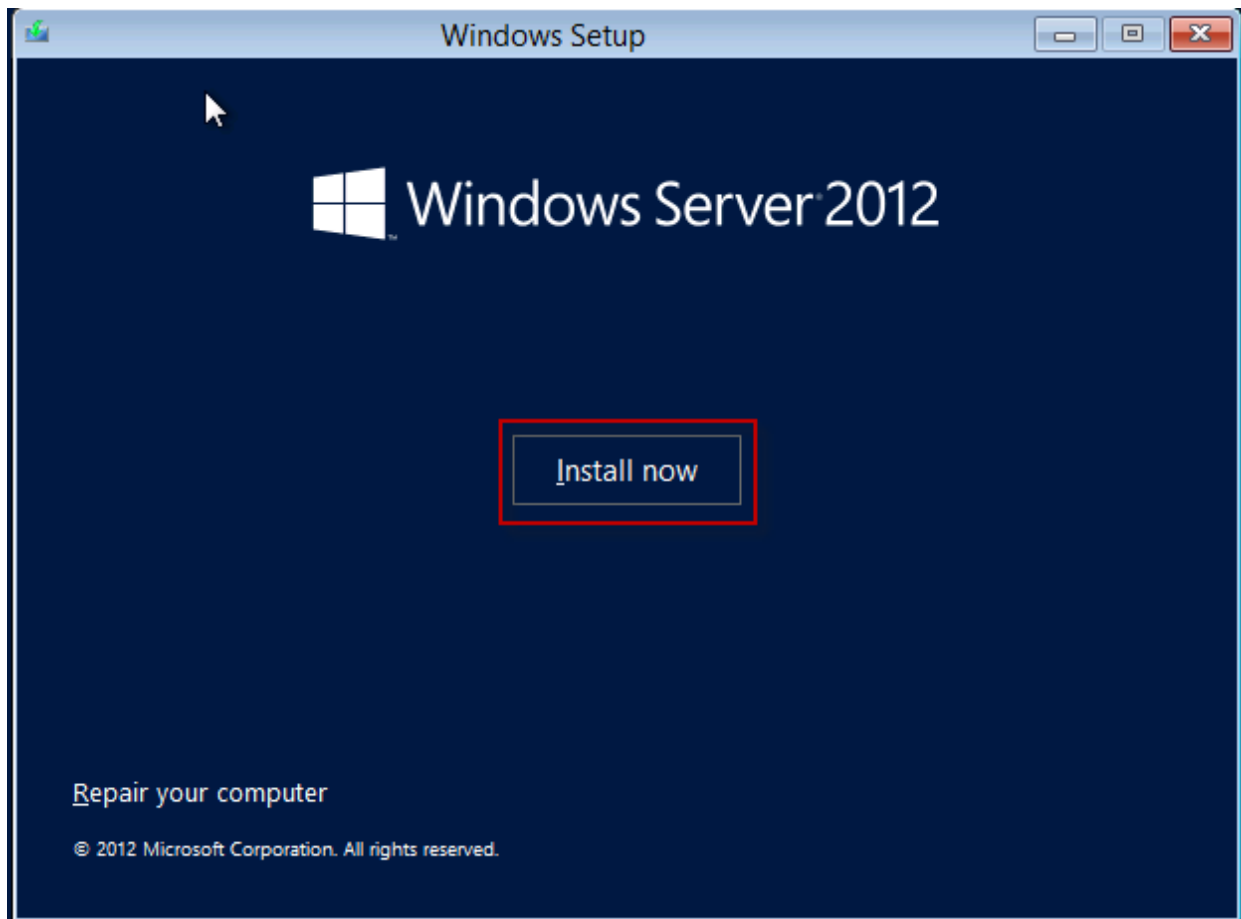 Windows Setup
Windows Server 2012
Install now
Repair your computer
© 2012 Microsoft Corporation. All rights reserved.